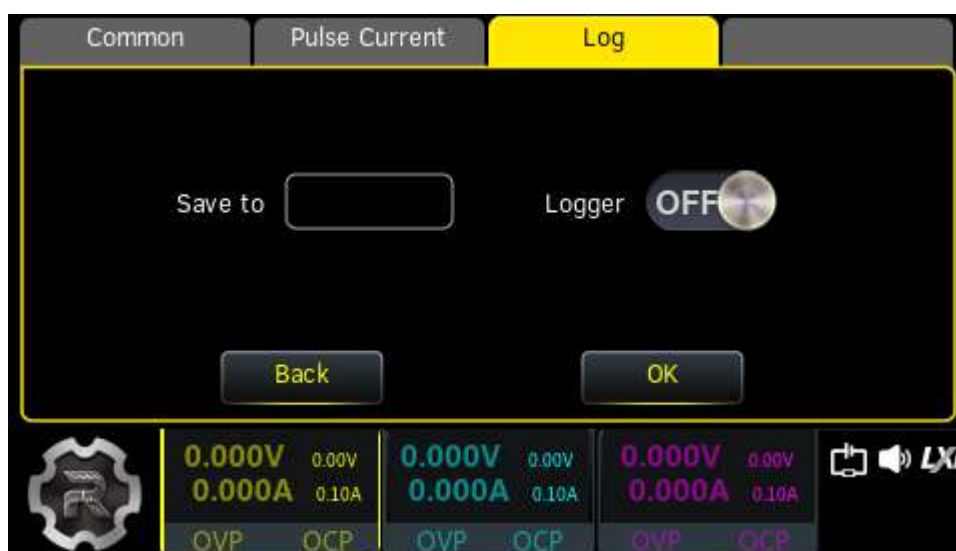 Common Pulse Current Log
Save to Logger OFF
Back OK
0.000V 0.00V 0.000V 0.00V 0.000V 0.00V
0.000A 0.10A 0.000A 0.10A 0.000A 0.10A
OVP OCP OVP OCP OVP OCP
R
LXI